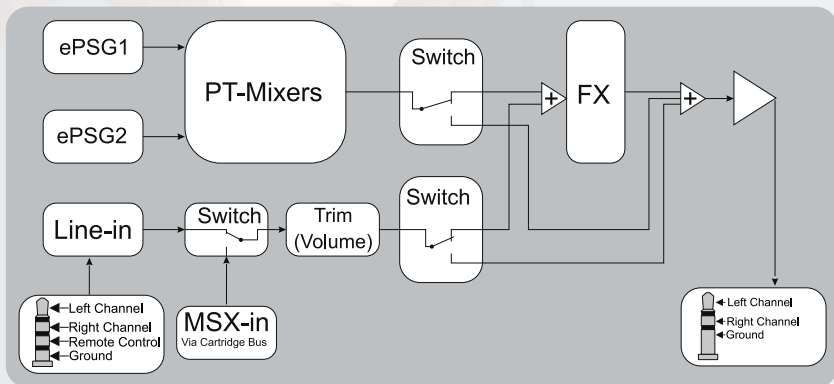 ePSG1
Switch
PT-Mixers
FX
+
+
ePSG2
Line-in
Switch
Trim
(Volume)
Switch
Left Channel
Right Channel
Remote Control
Ground
MSX-in
Via Cartridge Bus
Left Channel
Right Channel
Ground